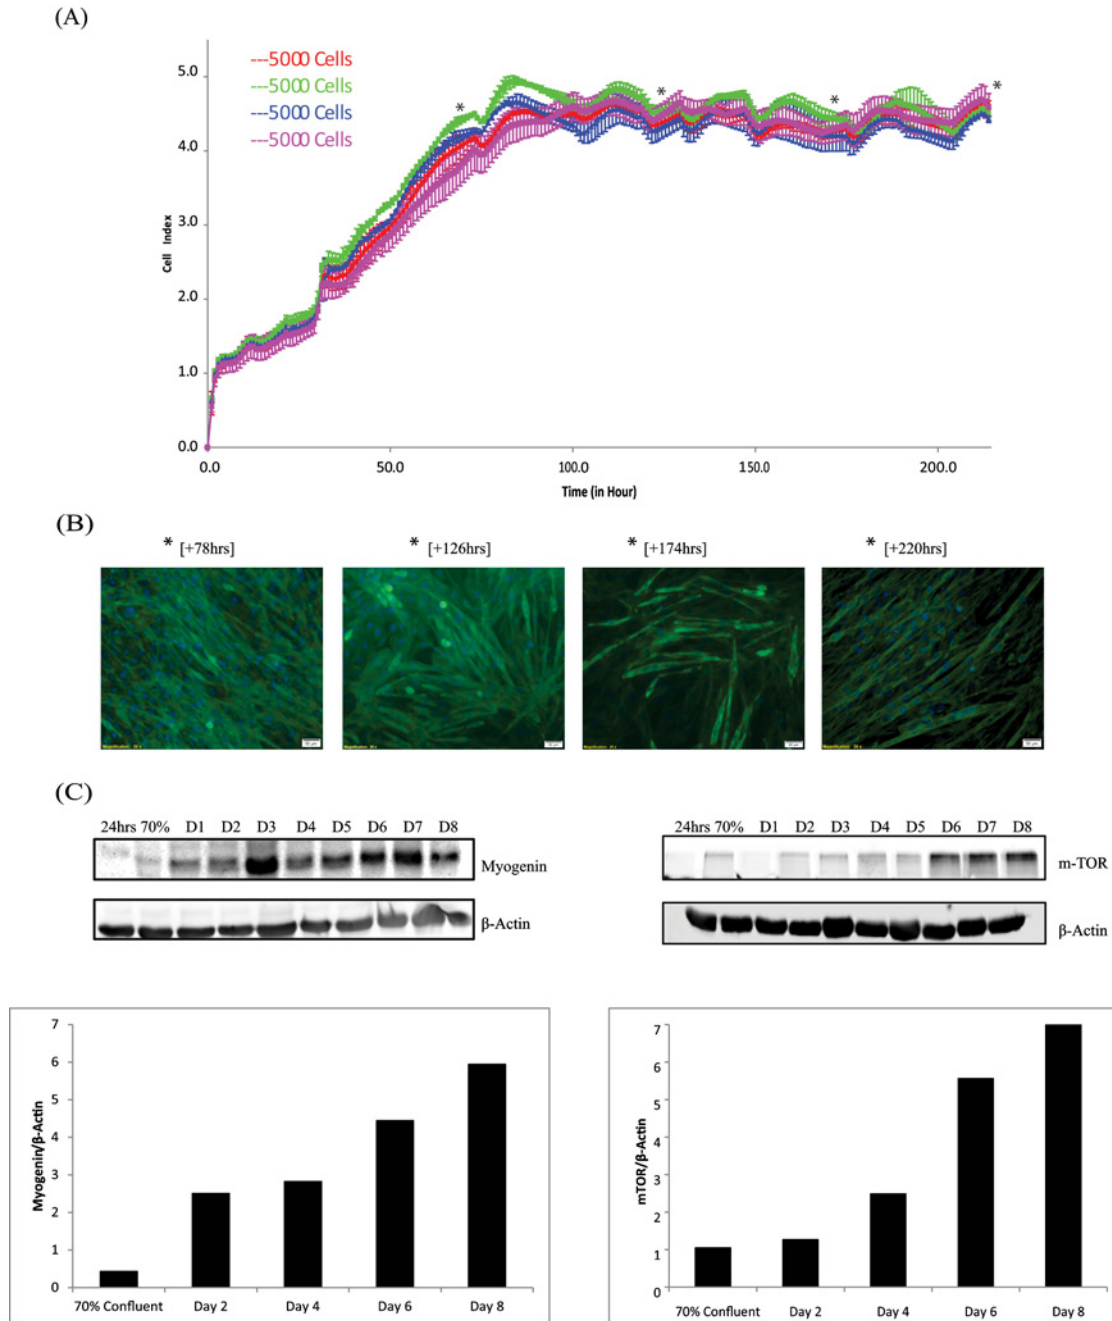 (A)
---5000 Cells
---5000 Cells
---5000 Cells
---5000 Cells
5.0
4.0
3.0
2.0
1.0
0.0
Cell Index
* * * *
0.0 50.0 100.0 150.0 200.0
Time (in Hour)
(B)
* [+78hrs] * [+126hrs] * [+174hrs] * [+220hrs]
(C)
24hrs 70% D1 D2 D3 D4 D5 D6 D7 D8
Myogenin
β-Actin
24hrs 70% D1 D2 D3 D4 D5 D6 D7 D8
m-TOR
β-Actin
7
6
5
4
3
2
1
0
Myogenin/β-Actin
70% Confluent Day 2 Day 4 Day 6 Day 8
7
6
7
4
3
2
1
0
mTOR/β-Actin
70% Confluent Day 2 Day 4 Day 6 Day 8